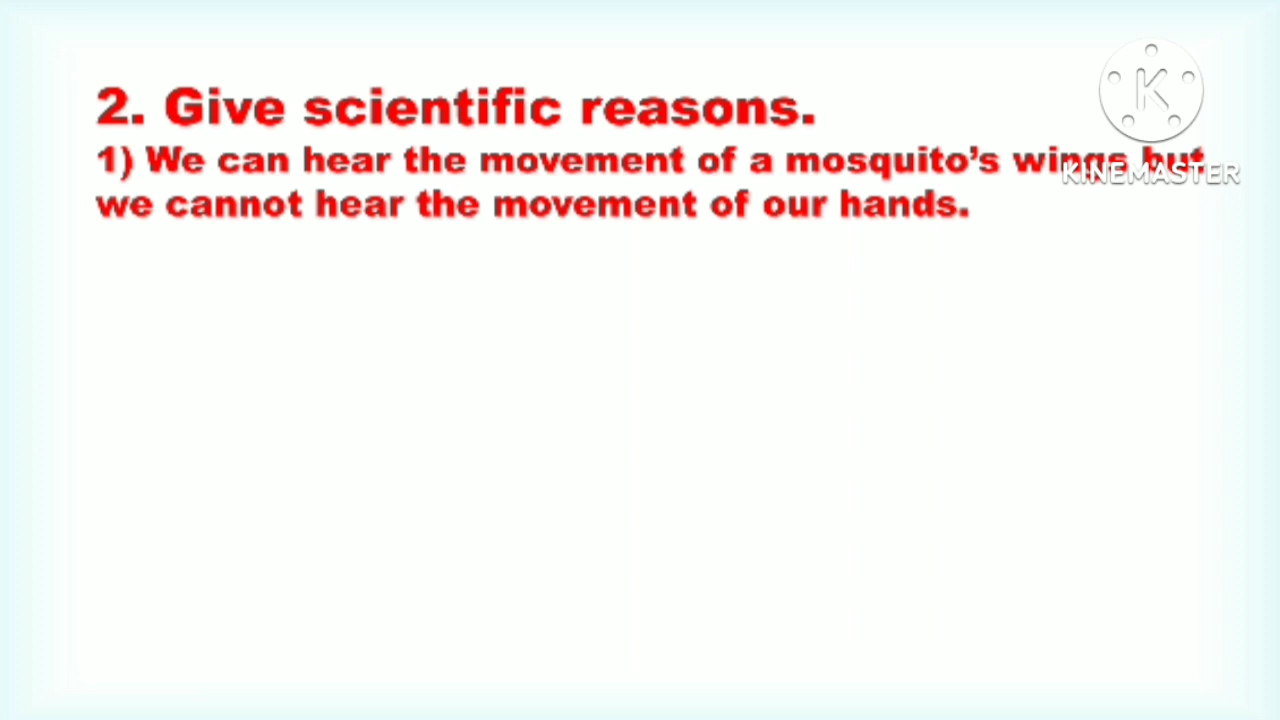 2. Give scientific reasons.
1) We can hear the movement of a mosquito's wings but
we cannot hear the movement of our hands.
K
KINEMASTER